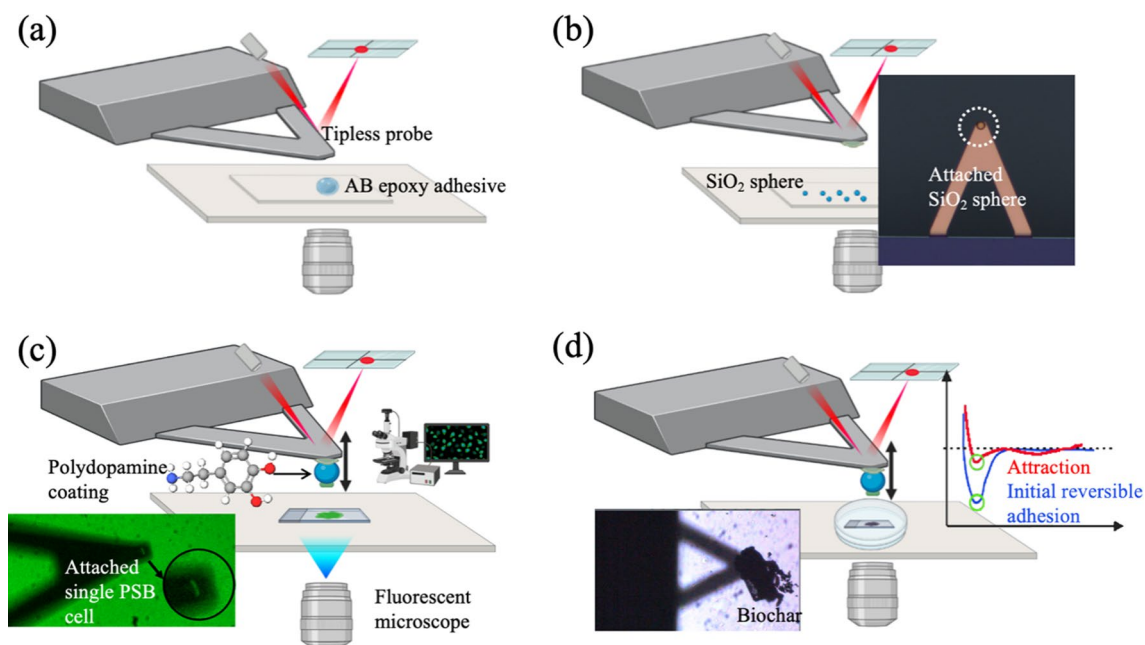 (a)
Tipless probe
AB epoxy adhesive
(b)
SiO₂ sphere
Attached
SiO₂ sphere
(c)
Polydopamine
coating
Attached
single PSB
cell
Fluorescent
microscope
(d)
Attraction
Initial reversible
adhesion
Biochar